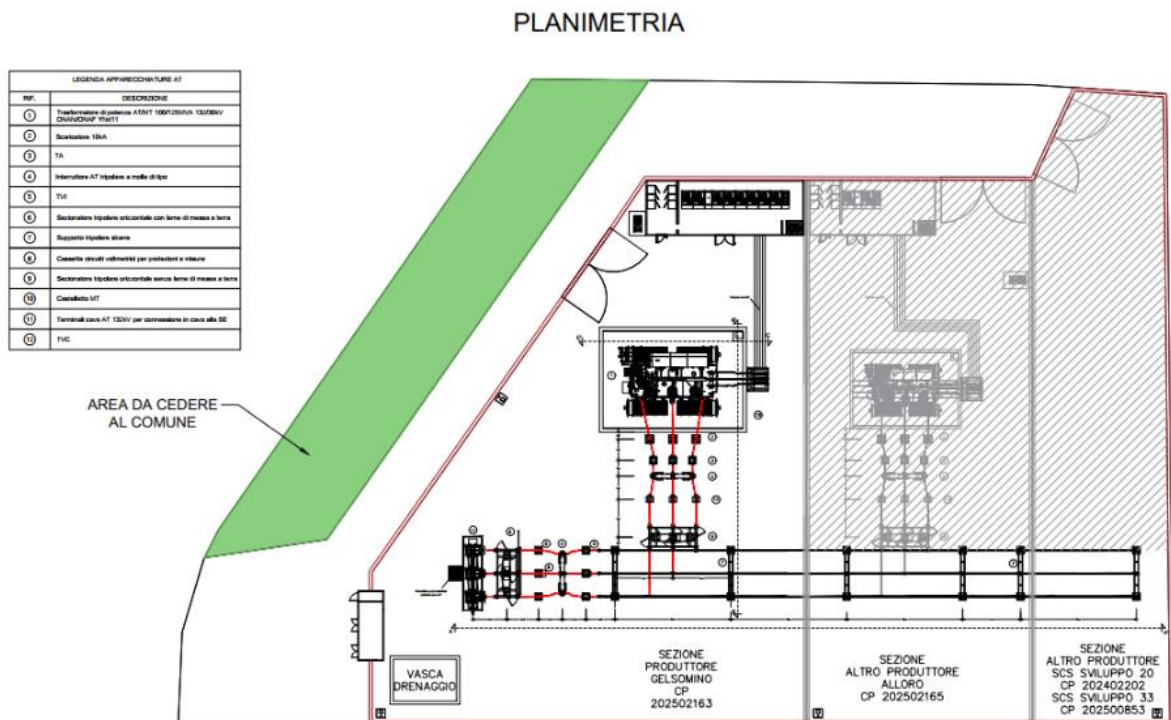 PLANIMETRIA
LEGENDA APPARECCHIATURE AT
RIF.
DESCRIZIONE
1
Trasformatore di potenza AT/MT 100/125MVA 132/30kV
ONAN/ONAF YNd11
2
Scaricatore 10kA
3
TA
4
Interruttore AT tripolare a molle di tipo
5
TVI
6
Sezionatore tripolare orizzontale con lame di messa a terra
7
Supporto tripolare sbarre
8
Cassetta circuiti voltmetrici per protezioni e misure
9
Sezionatore tripolare orizzontale senza lame di messa a terra
10
Castelletto MT
11
Terminali cavo AT 132kV per connessione in cavo alla SE
12
TVC
AREA DA CEDERE
AL COMUNE
VASCA
DRENAGGIO
SEZIONE
PRODUTTORE
GELSOMINO
CP
202502163
SEZIONE
ALTRO PRODUTTORE
ALLORO
CP 202502165
SEZIONE
ALTRO PRODUTTORE
SCS SVILUPPO 20
CP 202402202
SCS SVILUPPO 33
CP 202500853